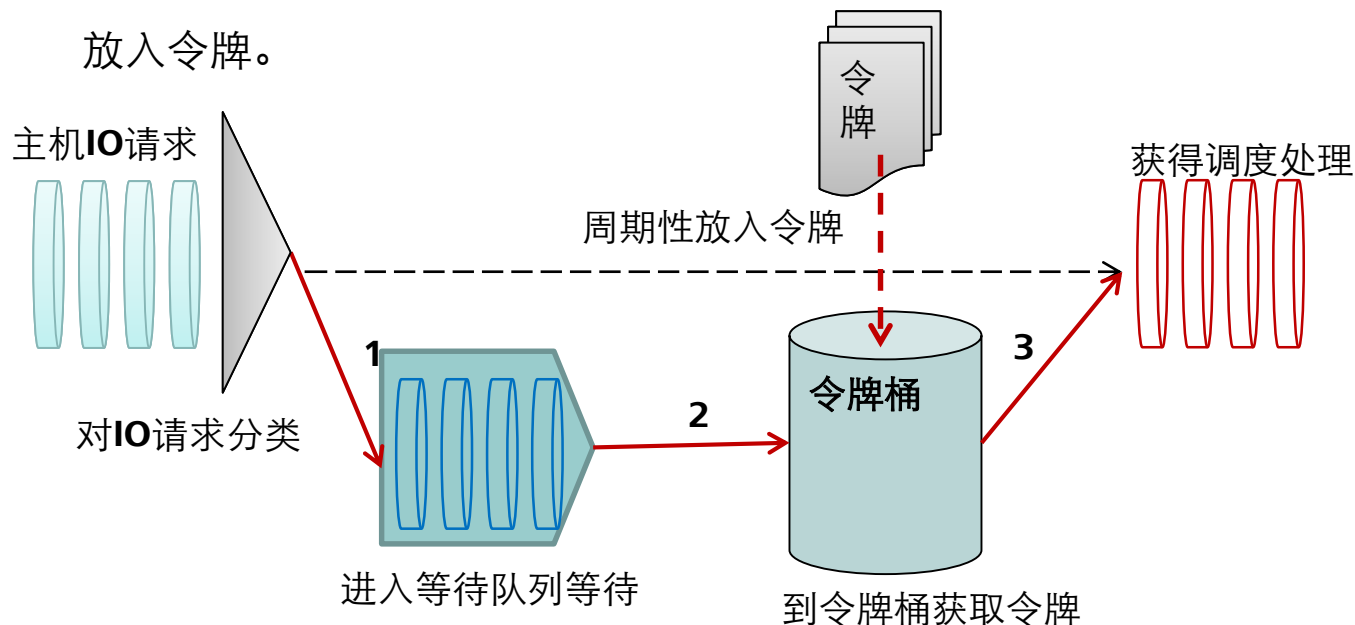 放入令牌。
主机IO请求
令
牌
获得调度处理
周期性放入令牌
1
3
令牌桶
2
对IO请求分类
进入等待队列等待
到令牌桶获取令牌